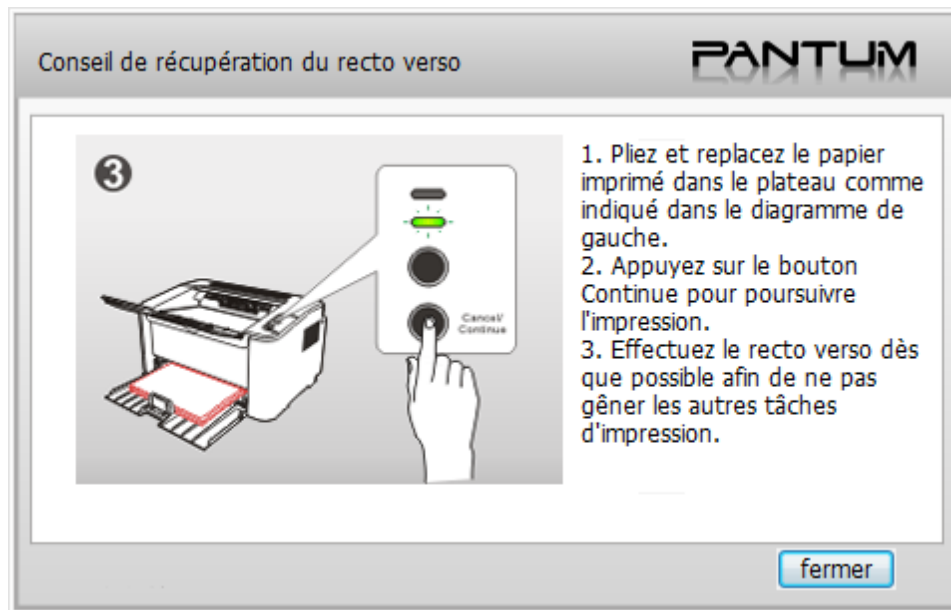 Conseil de récupération du recto verso
PANTUM
3
Cancel/
Continue
1. Pliez et replacez le papier
imprimé dans le plateau comme
indiqué dans le diagramme de
gauche.
2. Appuyez sur le bouton
Continue pour poursuivre
l'impression.
3. Effectuez le recto verso dès
que possible afin de ne pas
gêner les autres tâches
d'impression.
fermer